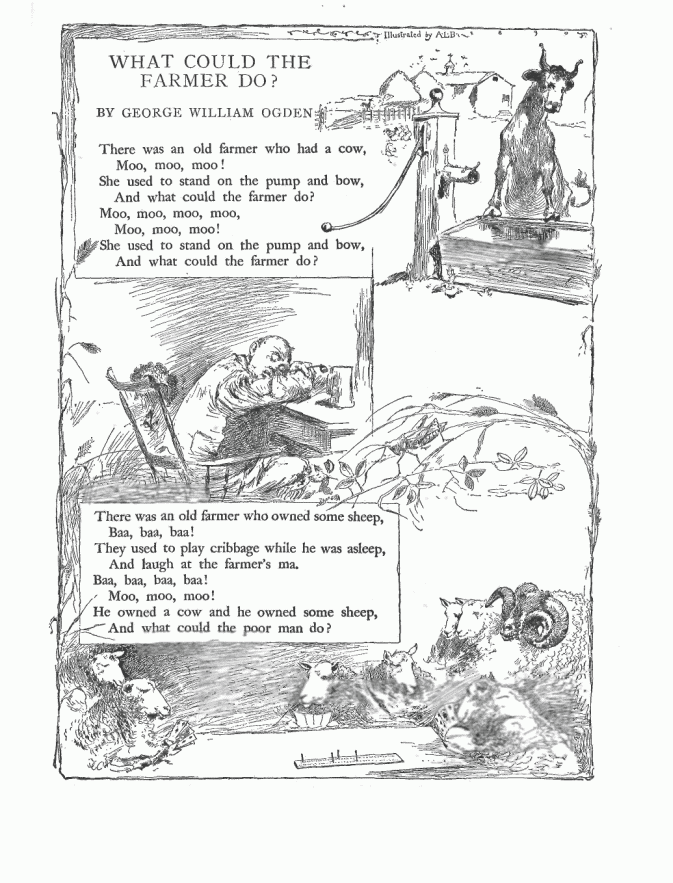 Illustrated by
WHAT COULD THE
FARMER DO?
BY GEORGE WILLIAM OGDEN
There was an old farmer who had a cow,
Moo, moo, moo!
She used to stand on the pump and bow,
And what could the farmer do?
Moo, moo, moo, moo,
Moo, moo, moo!
She used to stand on the pump and bow,
And what could the farmer do?
There was an old farmer who owned some sheep,
Baa, baa, baa!
They used to play cribbage while he was asleep,
And laugh at the farmer's ma.
Baa, baa, baa, baa!
Moo, moo, moo!
He owned a cow and he owned some sheep,
And what could the poor man do?